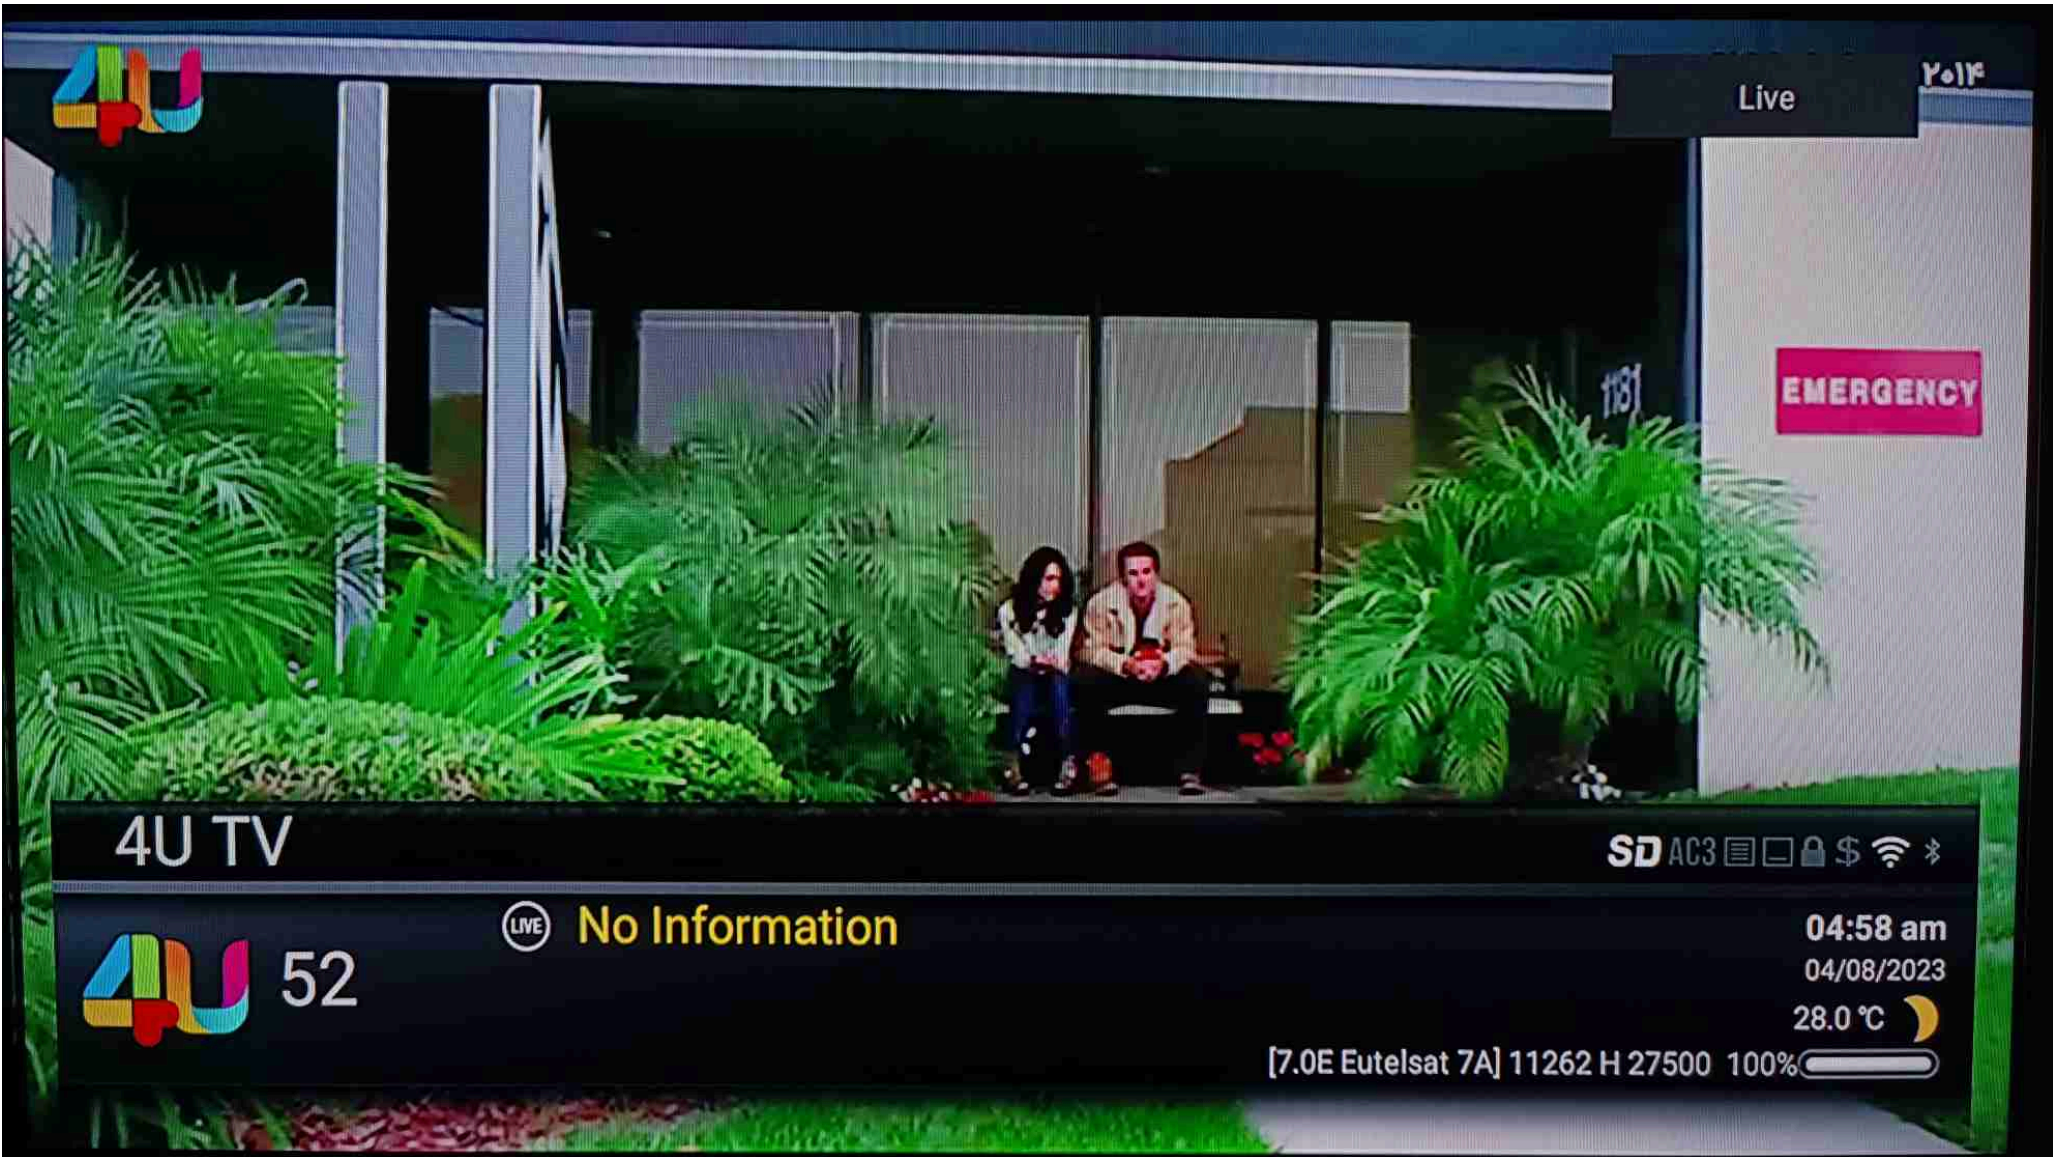 4U
Live
۲۰۱۴
1181
EMERGENCY
4U TV
SD AC3 $
LIVE No Information
04:58 am
4U 52
04/08/2023
28.0 °C
[7.0E Eutelsat 7A] 11262 H 27500 100%